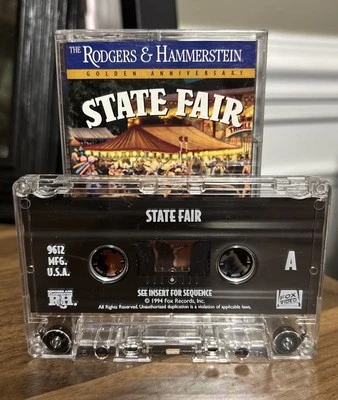 THE RODGERS & HAMMERSTEIN
GOLDEN ANNIVERSARY
STATE FAIR
STATE FAIR
9612
MFG.
U.S.A.
A
SEE INSERT FOR SEQUENCE
© 1994 Fox Records, Inc.
All Rights Reserved. Unauthorized duplication is a violation of applicable laws.
R&H.
FOX
VIDEO